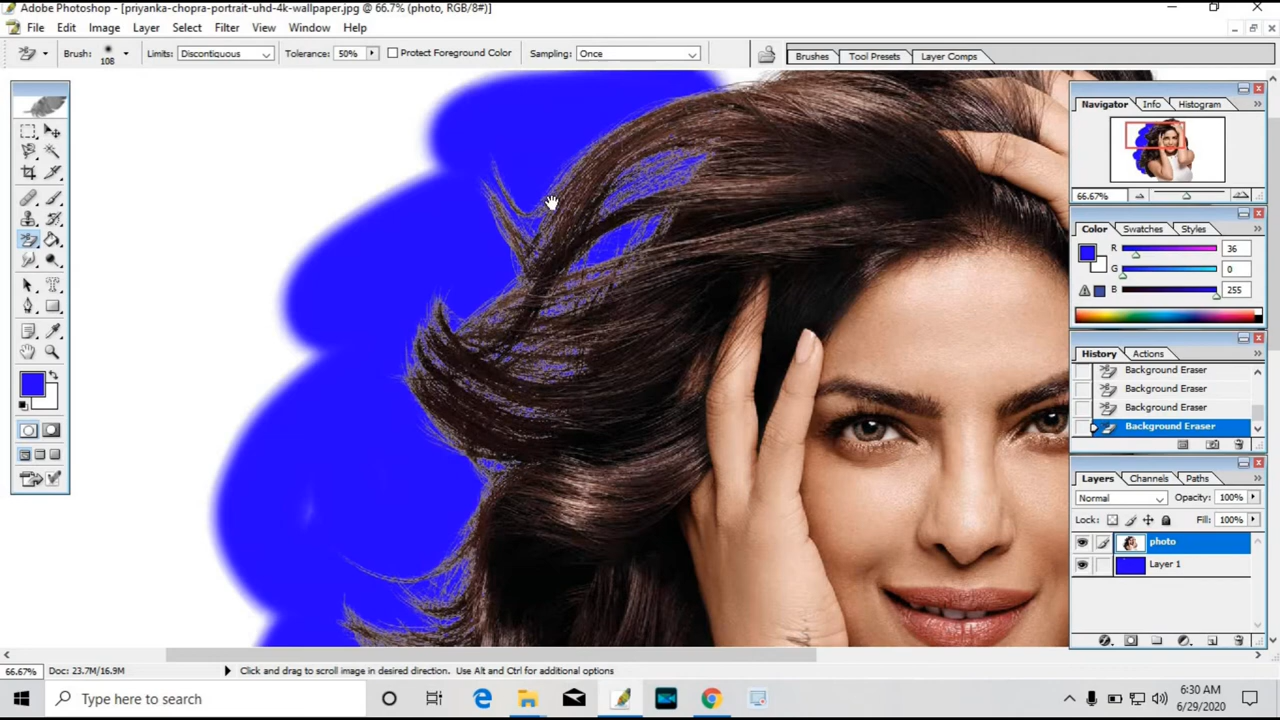 Adobe Photoshop - [priyanka-chopra-portrait-uhd-4k-wallpaper.jpg @ 66.7% (photo, RGB/8#)]
File Edit Image Layer Select Filter View Window Help
Brush: 108 Limits: Discontiguous Tolerance: 50% Protect Foreground Color Sampling: Once Brushes Tool Presets Layer Comps
Navigator Info Histogram
66.67%
Color Swatches Styles
R 36
G 0
B 255
History Actions
Background Eraser
Background Eraser
Background Eraser
Background Eraser
Layers Channels Paths
Normal Opacity: 100%
Lock: Fill: 100%
photo
Layer 1
66.67% Doc: 23.7M/16.9M Click and drag to scroll image in desired direction. Use Alt and Ctrl for additional options
Type here to search
6:30 AM
6/29/2020